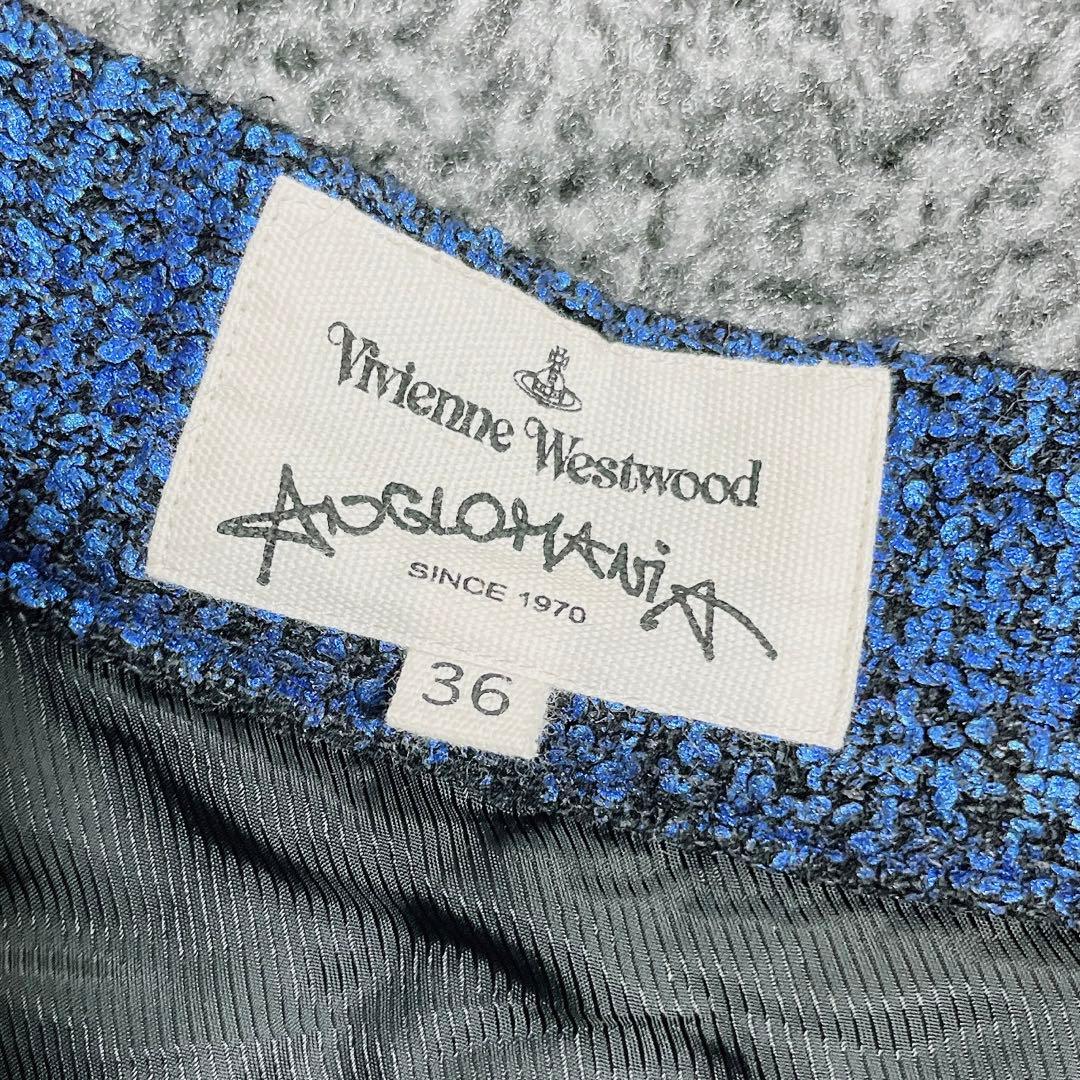 Vivienne Westwood
ANGLOMANiA
SINCE 1970
36